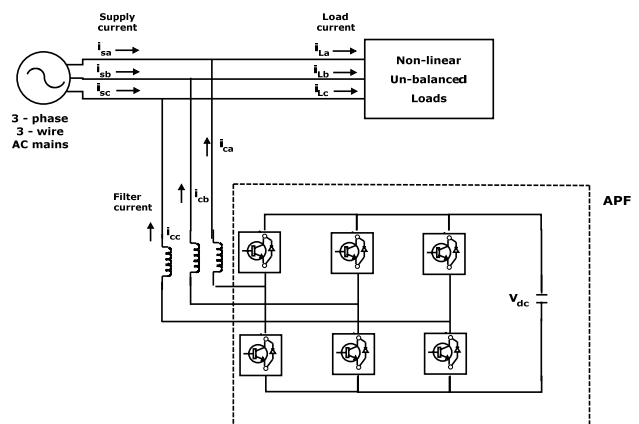 Supply
current
Load
current
i_sa
i_La
i_sb
i_Lb
i_sc
i_Lc
Non-linear
Un-balanced
Loads
3 - phase
3 - wire
AC mains
i_ca
i_cb
i_cc
Filter
current
APF
V_dc